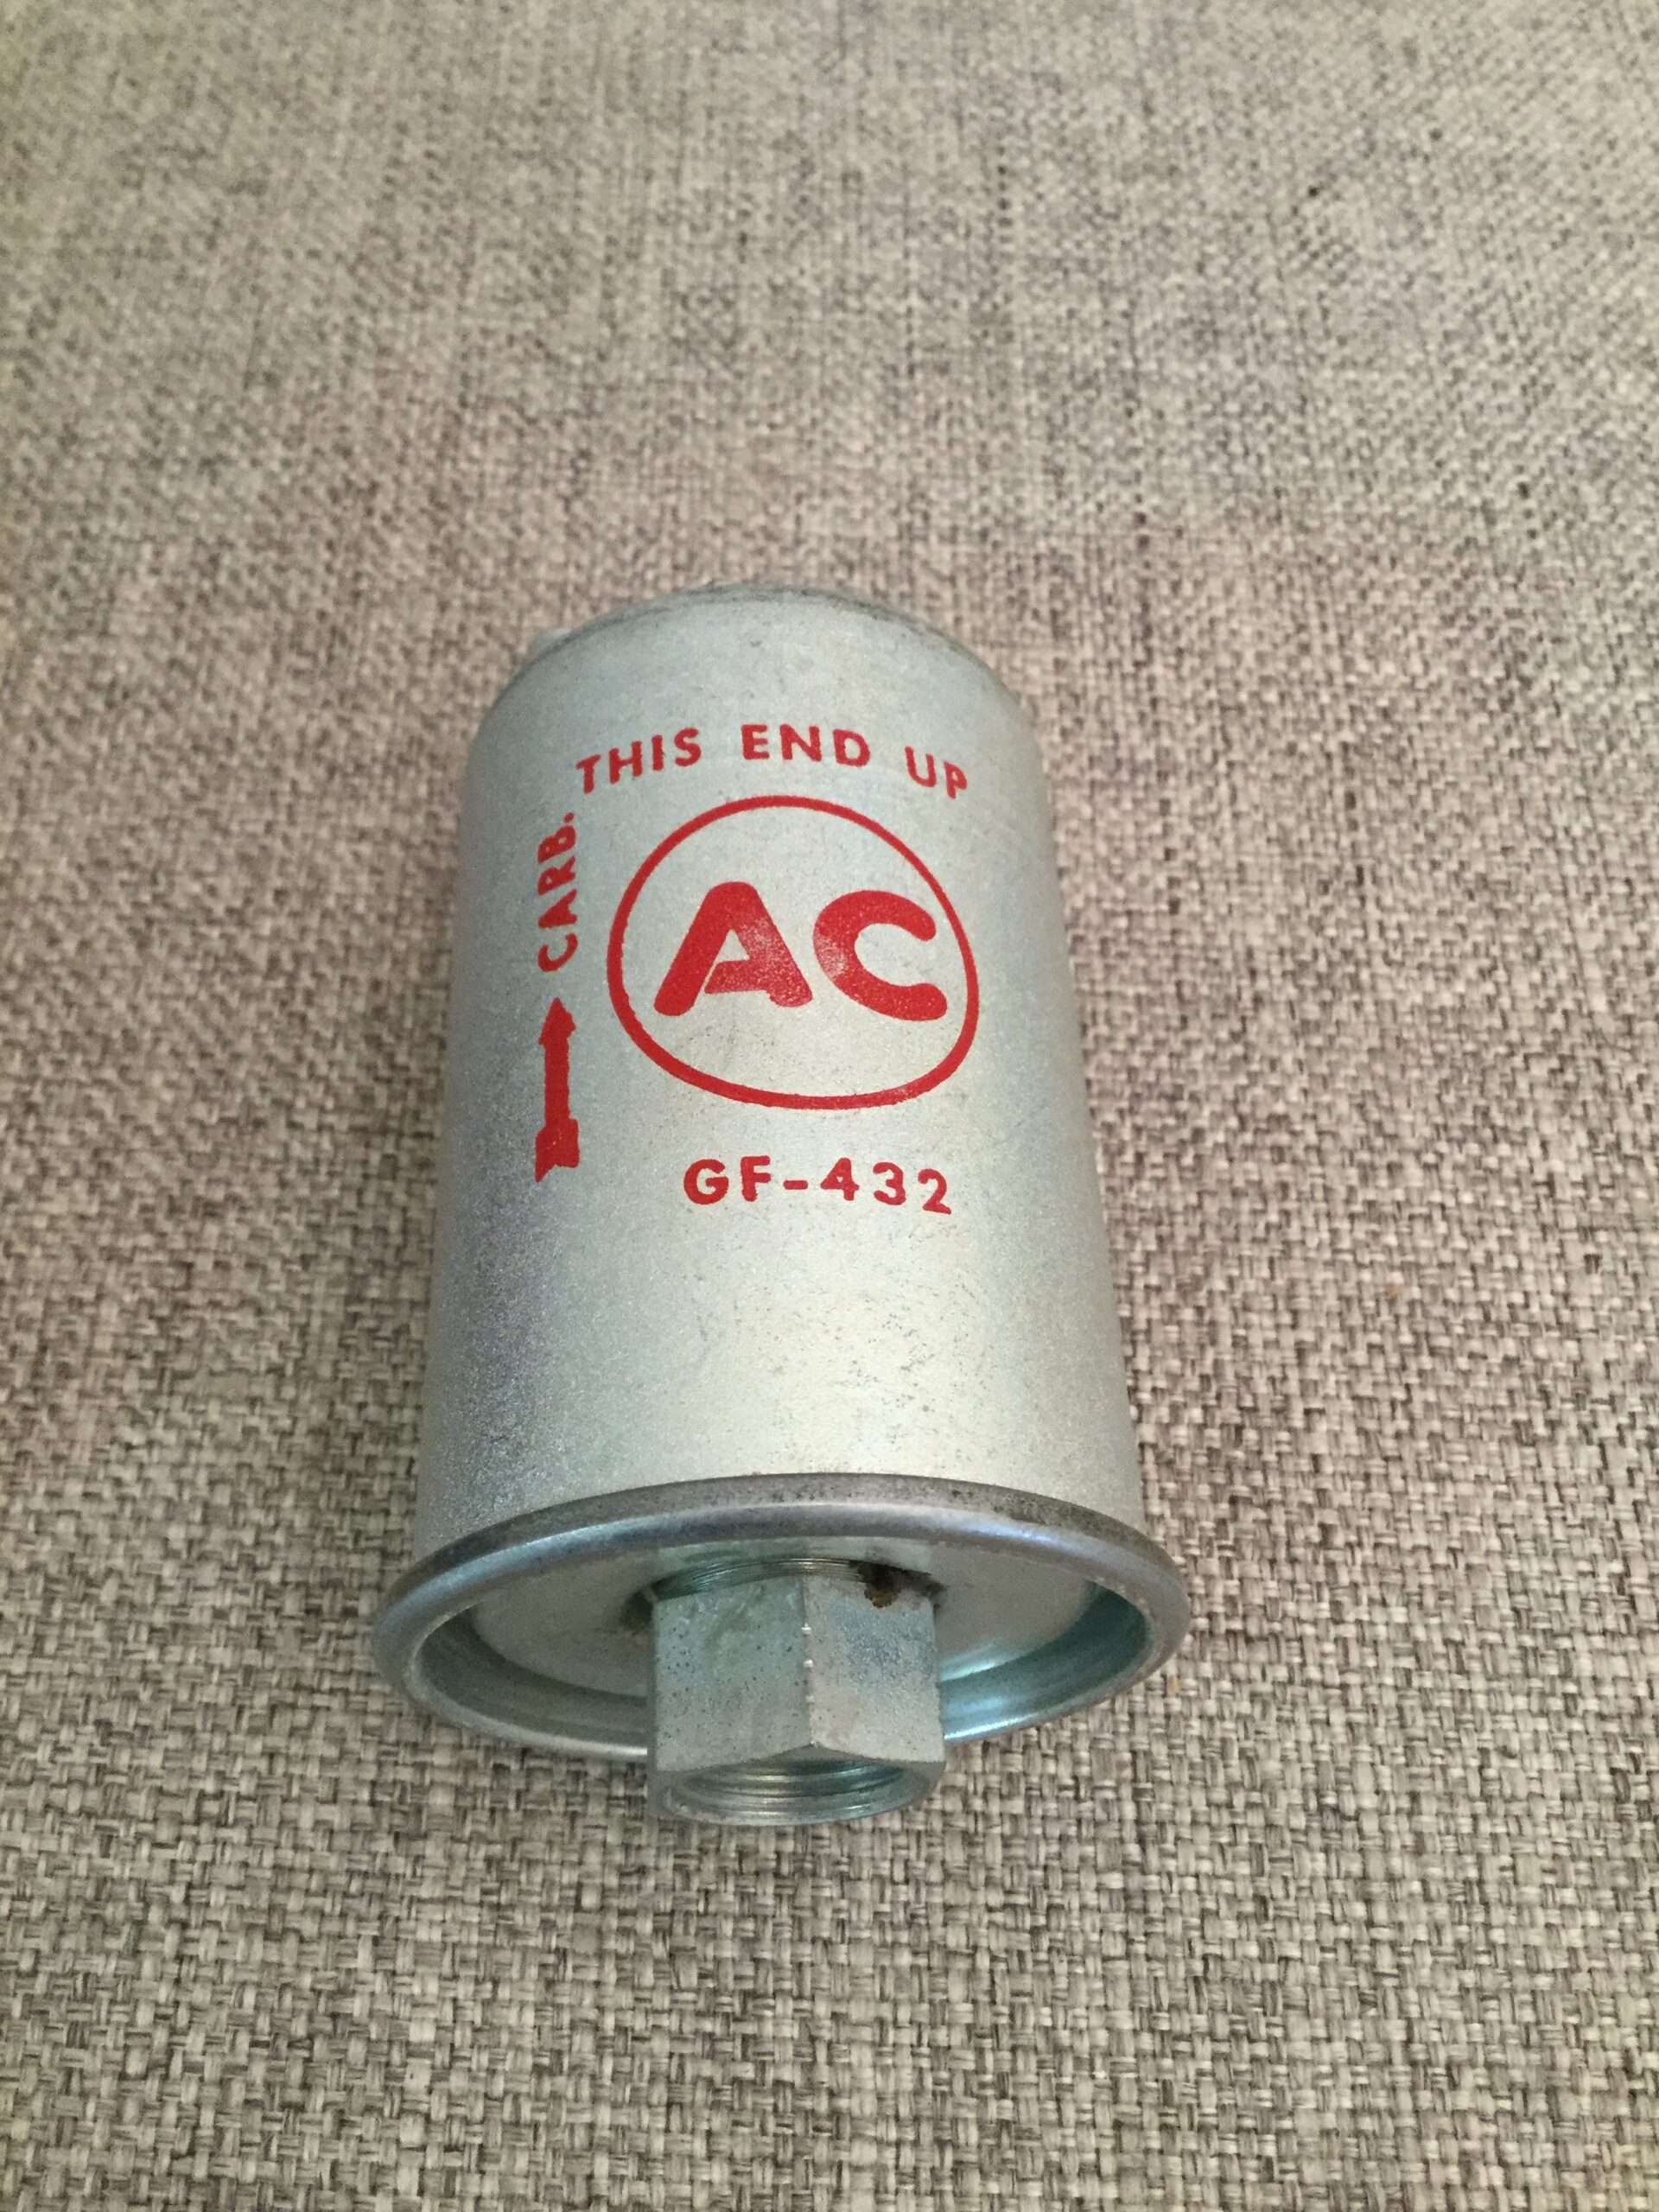 THIS END UP
CARB.
AC
GF-432